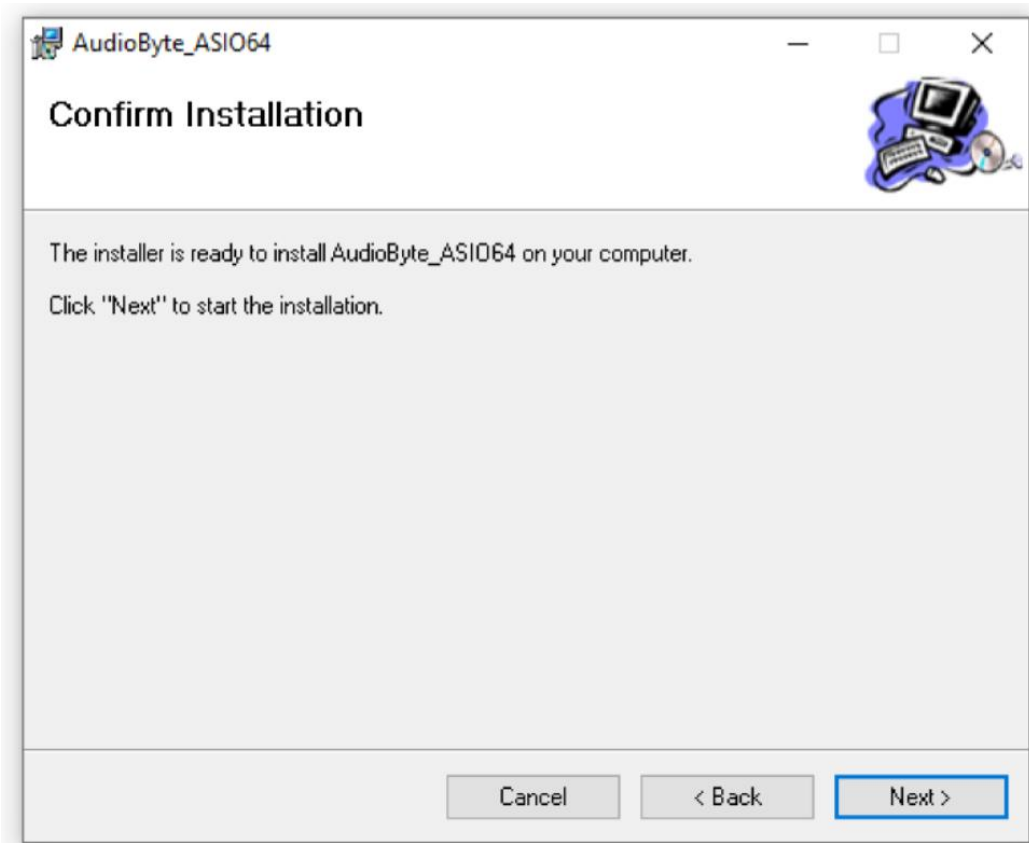 AudioByte_ASIO64
Confirm Installation
The installer is ready to install AudioByte_ASIO64 on your computer.
Click "Next" to start the installation.
Cancel
< Back
Next >